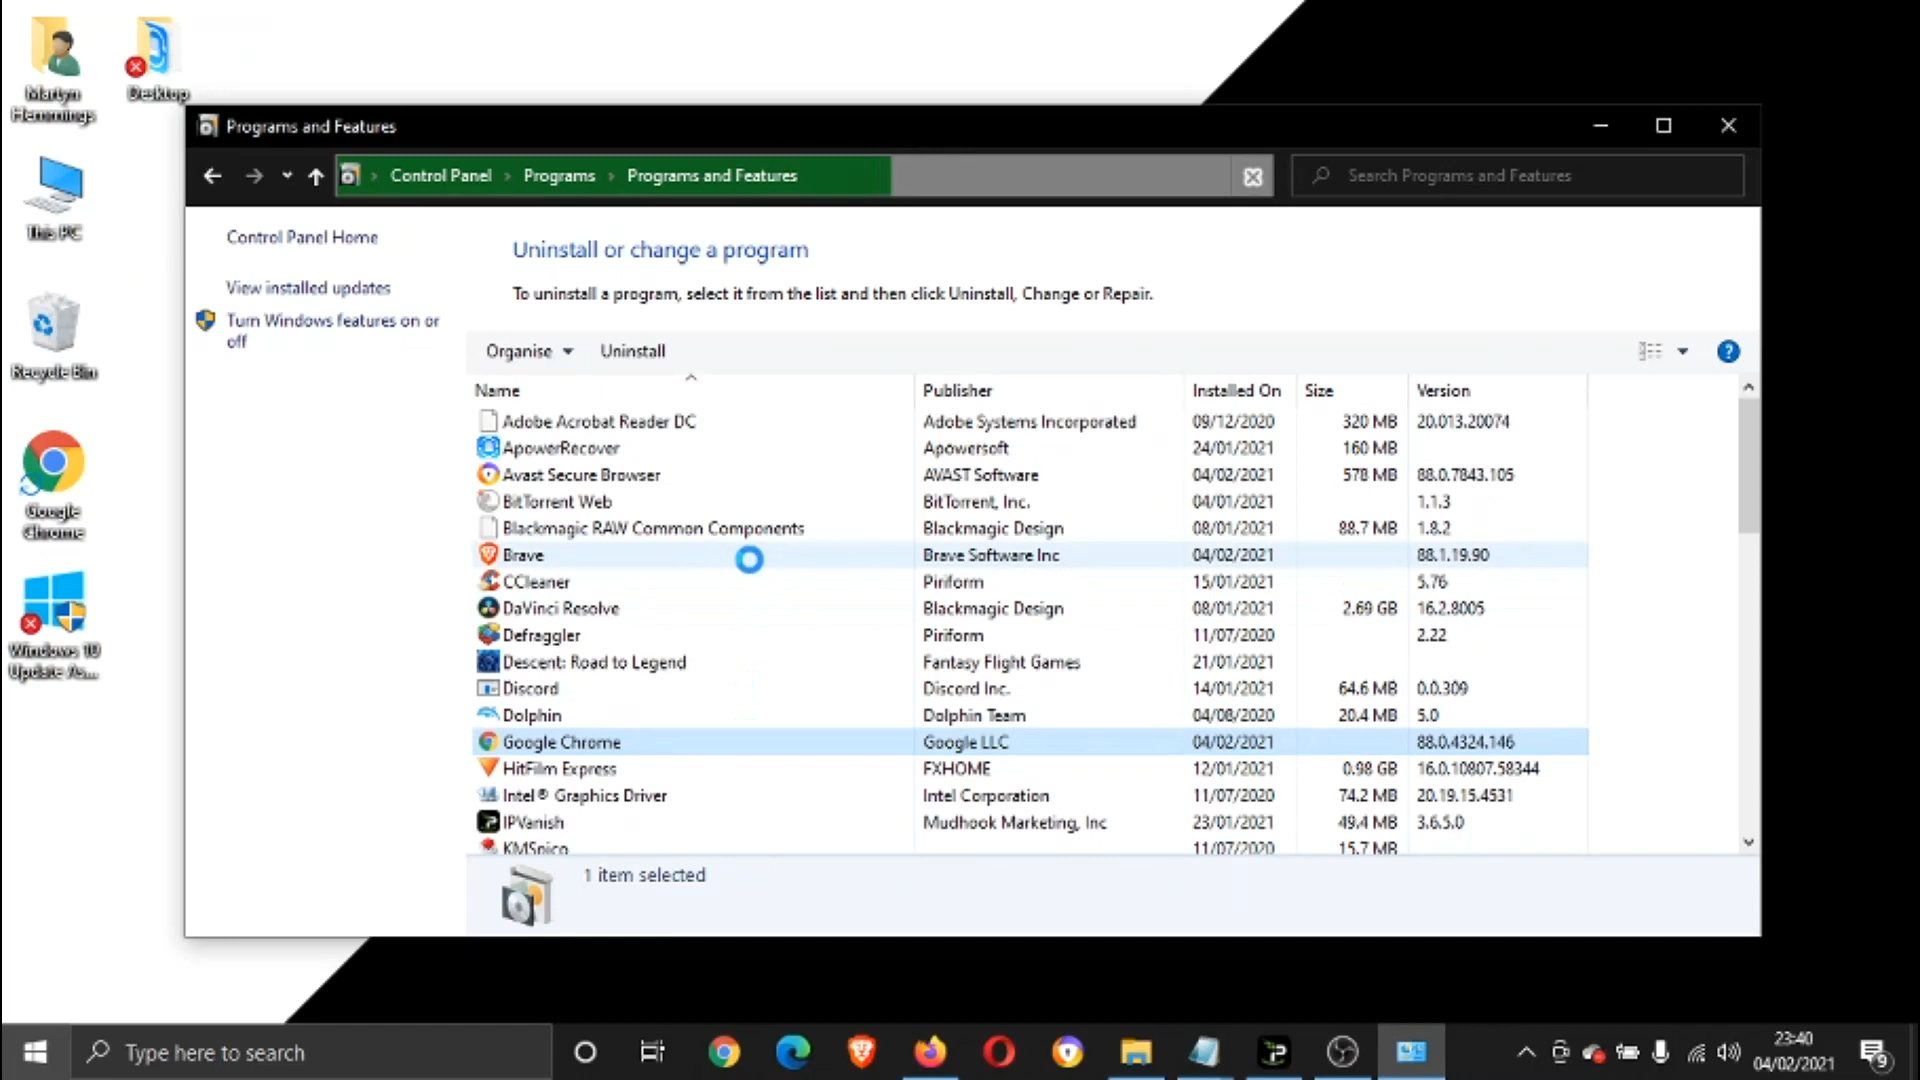 Martyn
Hemmings
Desktop
This PC
Recycle Bin
Google
Chrome
Windows 10
Update As...
Programs and Features
Control Panel > Programs > Programs and Features
Search Programs and Features
Control Panel Home
View installed updates
Turn Windows features on or
off
Uninstall or change a program
To uninstall a program, select it from the list and then click Uninstall, Change or Repair.
Organise Uninstall
Name Publisher Installed On Size Version
Adobe Acrobat Reader DC Adobe Systems Incorporated 09/12/2020 320 MB 20.013.20074
ApowerRecover Apowersoft 24/01/2021 160 MB
Avast Secure Browser AVAST Software 04/02/2021 578 MB 88.0.7843.105
BitTorrent Web BitTorrent, Inc. 04/01/2021 1.1.3
Blackmagic RAW Common Components Blackmagic Design 08/01/2021 88.7 MB 1.8.2
Brave Brave Software Inc 04/02/2021 88.1.19.90
CCleaner Piriform 15/01/2021 5.76
DaVinci Resolve Blackmagic Design 08/01/2021 2.69 GB 16.2.8005
Defraggler Piriform 11/07/2020 2.22
Descent: Road to Legend Fantasy Flight Games 21/01/2021
Discord Discord Inc. 14/01/2021 64.6 MB 0.0.309
Dolphin Dolphin Team 04/08/2020 20.4 MB 5.0
Google Chrome Google LLC 04/02/2021 88.0.4324.146
HitFilm Express FXHOME 12/01/2021 0.98 GB 16.0.10807.58344
Intel® Graphics Driver Intel Corporation 11/07/2020 74.2 MB 20.19.15.4531
IPVanish Mudhook Marketing, Inc 23/01/2021 49.4 MB 3.6.5.0
KMSpico 11/07/2020 15.7 MB
1 item selected
Type here to search
23:40
04/02/2021
9